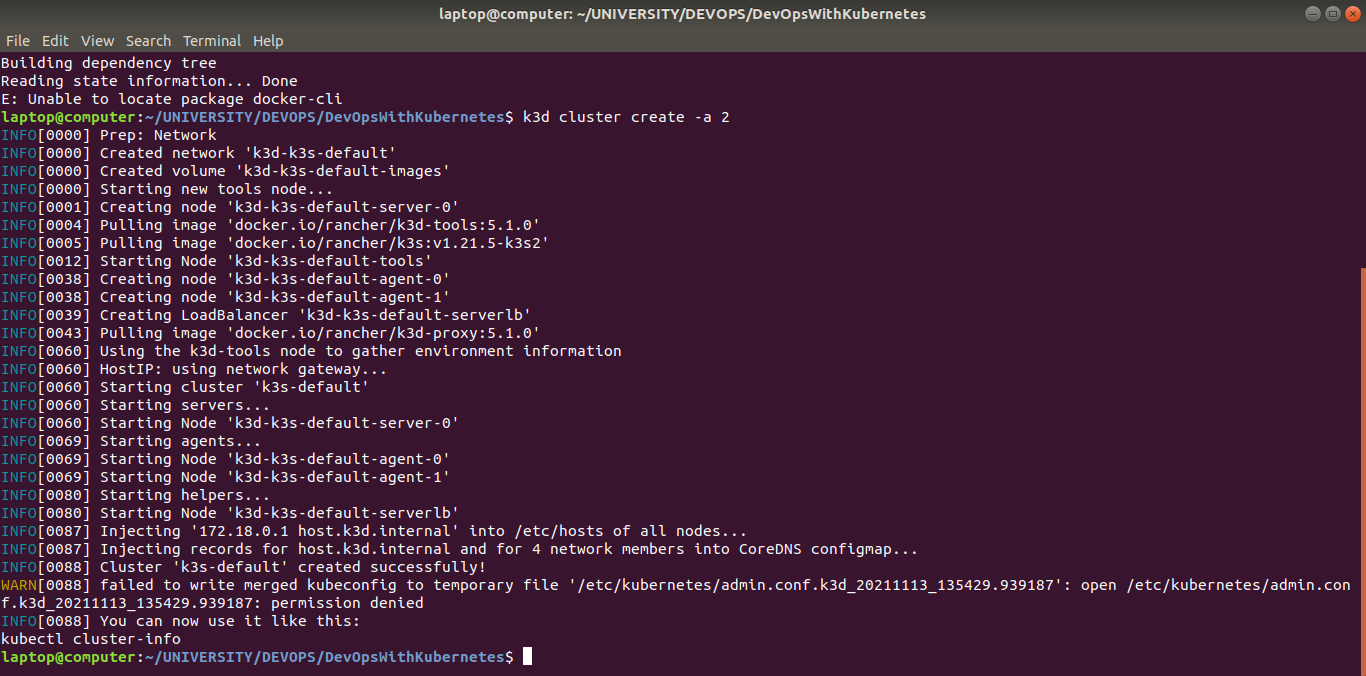 laptop@computer: ~/UNIVERSITY/DEVOPS/DevOpsWithKubernetes
File Edit View Search Terminal Help
Building dependency tree
Reading state information... Done
E: Unable to locate package docker-cli
laptop@computer:~/UNIVERSITY/DEVOPS/DevOpsWithKubernetes$ k3d cluster create -a 2
INFO[0000] Prep: Network
INFO[0000] Created network 'k3d-k3s-default'
INFO[0000] Created volume 'k3d-k3s-default-images'
INFO[0000] Starting new tools node...
INFO[0001] Creating node 'k3d-k3s-default-server-0'
INFO[0004] Pulling image 'docker.io/rancher/k3d-tools:5.1.0'
INFO[0005] Pulling image 'docker.io/rancher/k3s:v1.21.5-k3s2'
INFO[0012] Starting Node 'k3d-k3s-default-tools'
INFO[0038] Creating node 'k3d-k3s-default-agent-0'
INFO[0038] Creating node 'k3d-k3s-default-agent-1'
INFO[0039] Creating LoadBalancer 'k3d-k3s-default-serverlb'
INFO[0043] Pulling image 'docker.io/rancher/k3d-proxy:5.1.0'
INFO[0060] Using the k3d-tools node to gather environment information
INFO[0060] HostIP: using network gateway...
INFO[0060] Starting cluster 'k3s-default'
INFO[0060] Starting servers...
INFO[0060] Starting Node 'k3d-k3s-default-server-0'
INFO[0069] Starting agents...
INFO[0069] Starting Node 'k3d-k3s-default-agent-0'
INFO[0069] Starting Node 'k3d-k3s-default-agent-1'
INFO[0080] Starting helpers...
INFO[0080] Starting Node 'k3d-k3s-default-serverlb'
INFO[0087] Injecting '172.18.0.1 host.k3d.internal' into /etc/hosts of all nodes...
INFO[0087] Injecting records for host.k3d.internal and for 4 network members into CoreDNS configmap...
INFO[0088] Cluster 'k3s-default' created successfully!
WARN[0088] failed to write merged kubeconfig to temporary file '/etc/kubernetes/admin.conf.k3d_20211113_135429.939187': open /etc/kubernetes/admin.con
f.k3d_20211113_135429.939187: permission denied
INFO[0088] You can now use it like this:
kubectl cluster-info
laptop@computer:~/UNIVERSITY/DEVOPS/DevOpsWithKubernetes$